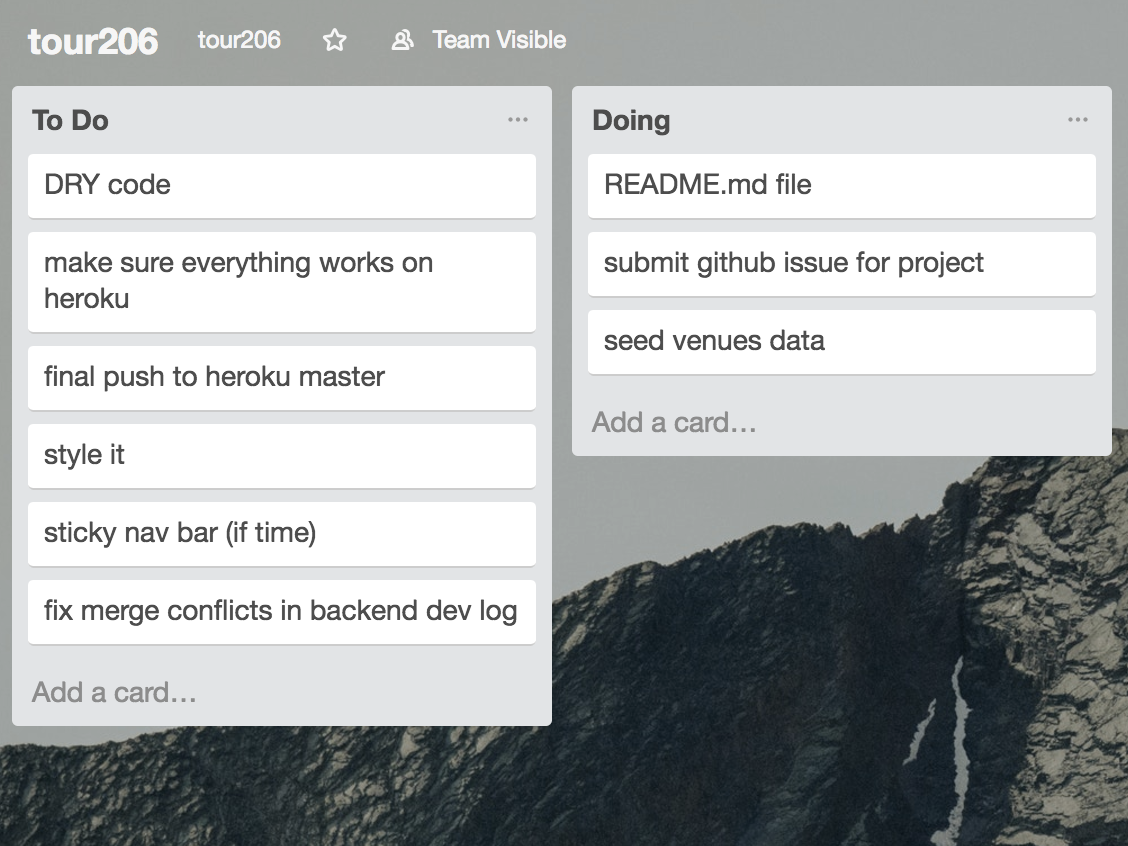 tour206 tour206 Team Visible
To Do
DRY code
make sure everything works on
heroku
final push to heroku master
style it
sticky nav bar (if time)
fix merge conflicts in backend dev log
Add a card…
Doing
README.md file
submit github issue for project
seed venues data
Add a card…